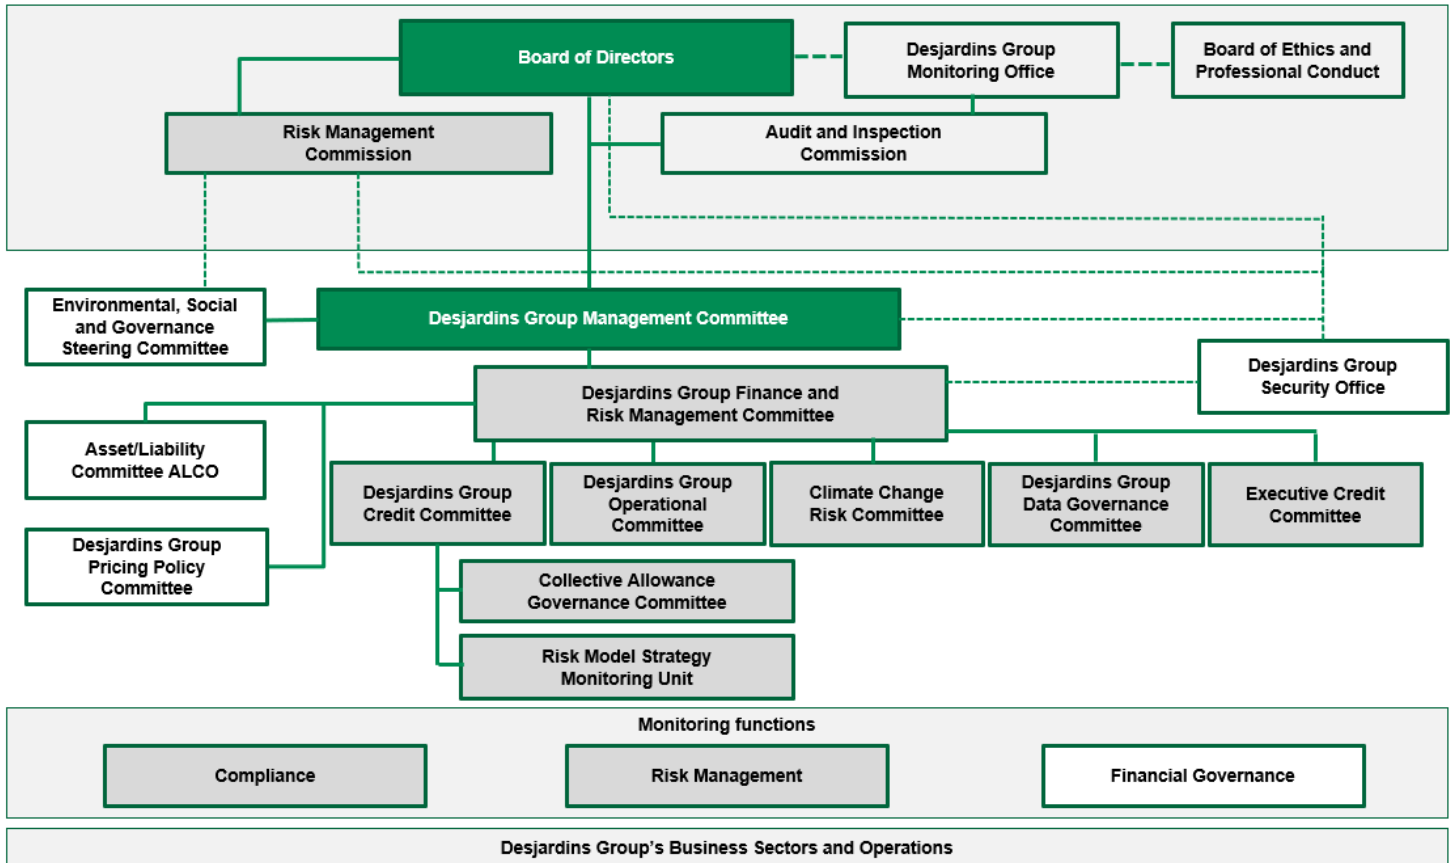 Board of Directors
Desjardins Group
Monitoring Office
Board of Ethics and
Professional Conduct
Risk Management
Commission
Audit and Inspection
Commission
Environmental, Social
and Governance
Steering Committee
Desjardins Group Management Committee
Desjardins Group
Security Office
Desjardins Group Finance and
Risk Management Committee
Asset/Liability
Committee ALCO
Desjardins Group
Credit Committee
Desjardins Group
Operational
Committee
Climate Change
Risk Committee
Desjardins Group
Data Governance
Committee
Executive Credit
Committee
Desjardins Group
Pricing Policy
Committee
Collective Allowance
Governance Committee
Risk Model Strategy
Monitoring Unit
Monitoring functions
Compliance
Risk Management
Financial Governance
Desjardins Group’s Business Sectors and Operations